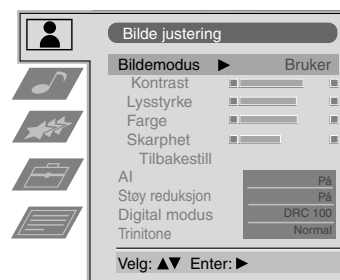 Bilde justering
Bildemodus ▶ Bruker
Kontrast
Lysstyrke
Farge
Skarphet
Tilbakestill
AI På
Støy reduksjon På
Digital modus DRC 100
Trinitone Normal
Velg: ▲▼ Enter: ▶